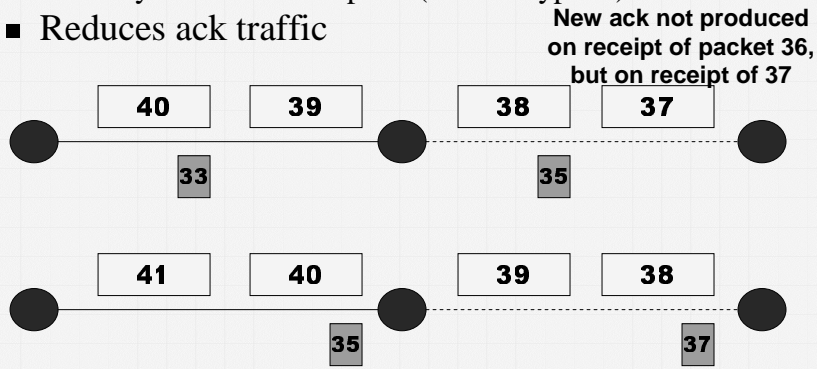 ■ Reduces ack traffic
New ack not produced
on receipt of packet 36,
but on receipt of 37
40 39 38 37
33 35
41 40 39 38
35 37